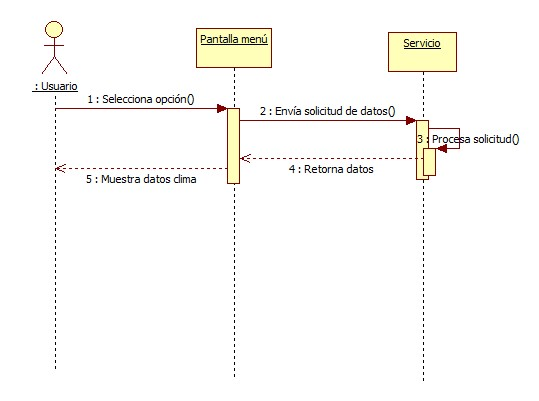 Pantalla menú
Servicio
: Usuario
1 : Selecciona opción()
2 : Envía solicitud de datos()
3 : Procesa solicitud()
4 : Retorna datos
5 : Muestra datos clima